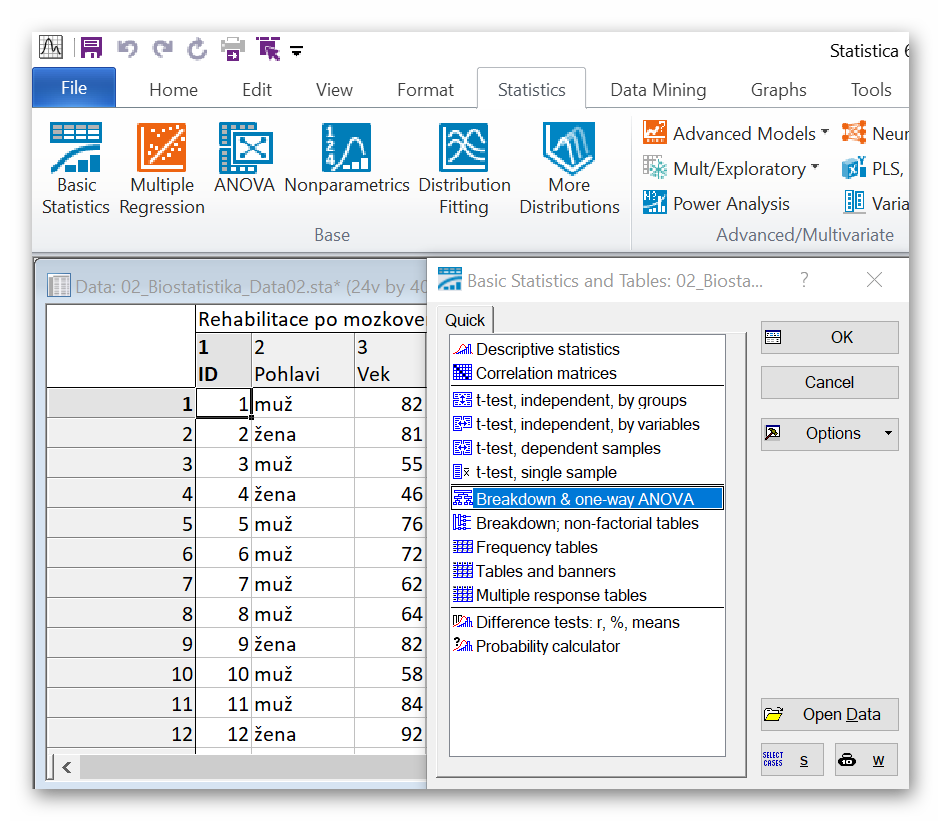 Statistica 6
File Home Edit View Format Statistics Data Mining Graphs Tools
Basic Statistics
Multiple Regression
ANOVA
Nonparametrics
Distribution Fitting
More Distributions
Base
Advanced Models
Mult/Exploratory
Power Analysis
Neur
PLS,
Varia
Advanced/Multivariate
Data: 02_Biostatistika_Data02.sta* (24v by 40
Rehabilitace po mozkove
1 2 3
ID Pohlavi Vek
1 1 muž 82
2 2 žena 81
3 3 muž 55
4 4 žena 46
5 5 muž 76
6 6 muž 72
7 7 muž 62
8 8 muž 64
9 9 žena 82
10 10 muž 58
11 11 muž 84
12 12 žena 92
Basic Statistics and Tables: 02_Biosta... ?
Quick
Descriptive statistics
Correlation matrices
t-test, independent, by groups
t-test, independent, by variables
t-test, dependent samples
t-test, single sample
Breakdown & one-way ANOVA
Breakdown; non-factorial tables
Frequency tables
Tables and banners
Multiple response tables
Difference tests: r, %, means
Probability calculator
OK
Cancel
Options
Open Data
SELECT CASES S
W